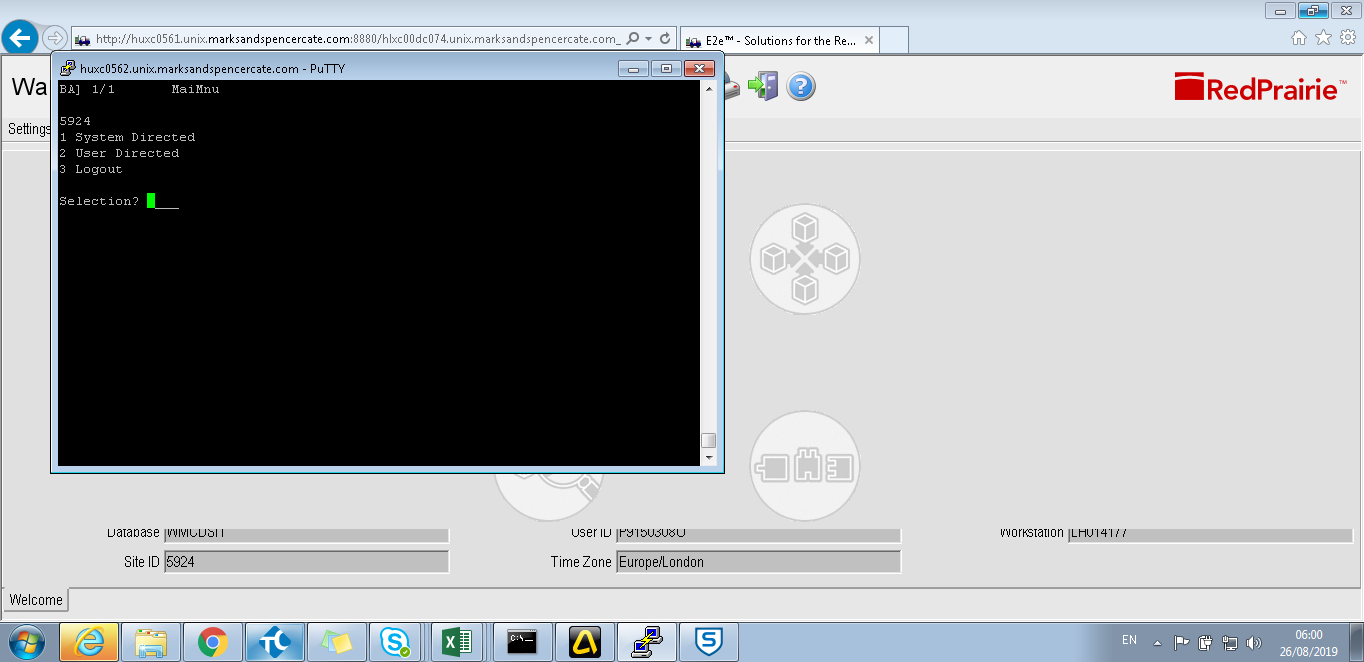 http://huxc0561.unix.marksandspencercate.com:8880/hlxc00dc074.unix.marksandspencercate.com_
E2e™ - Solutions for the Re...
huxc0562.unix.marksandspencercate.com - PuTTY
Wa
RedPrairie™
Settings
BA] 1/1 MaiMnu
5924
1 System Directed
2 User Directed
3 Logout
Selection?
Database WMCDSIT
User ID P9150308O
Workstation LH014177
Site ID 5924
Time Zone Europe/London
Welcome
C:\>_
EN
06:00
26/08/2019